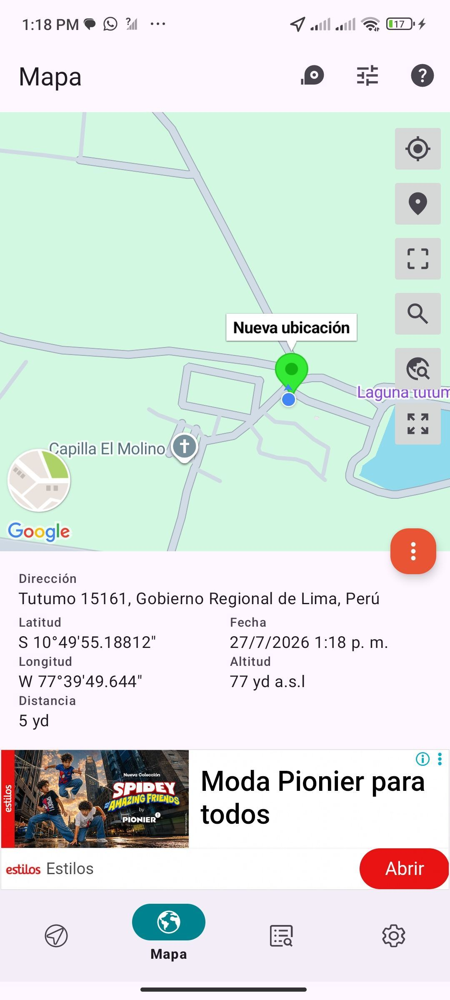 1:18 PM
17
Mapa
Nueva ubicación
Laguna tutum
Capilla El Molino
Google
Dirección
Tutumo 15161, Gobierno Regional de Lima, Perú
Latitud
S 10°49'55.18812"
Fecha
27/7/2026 1:18 p. m.
Longitud
W 77°39'49.644"
Altitud
77 yd a.s.l
Distancia
5 yd
estilos
Nueva Colección
SPIDEY
and his
AMAZING FRIENDS
by
PIONIER
Moda Pionier para
todos
estilos Estilos
Abrir
Mapa